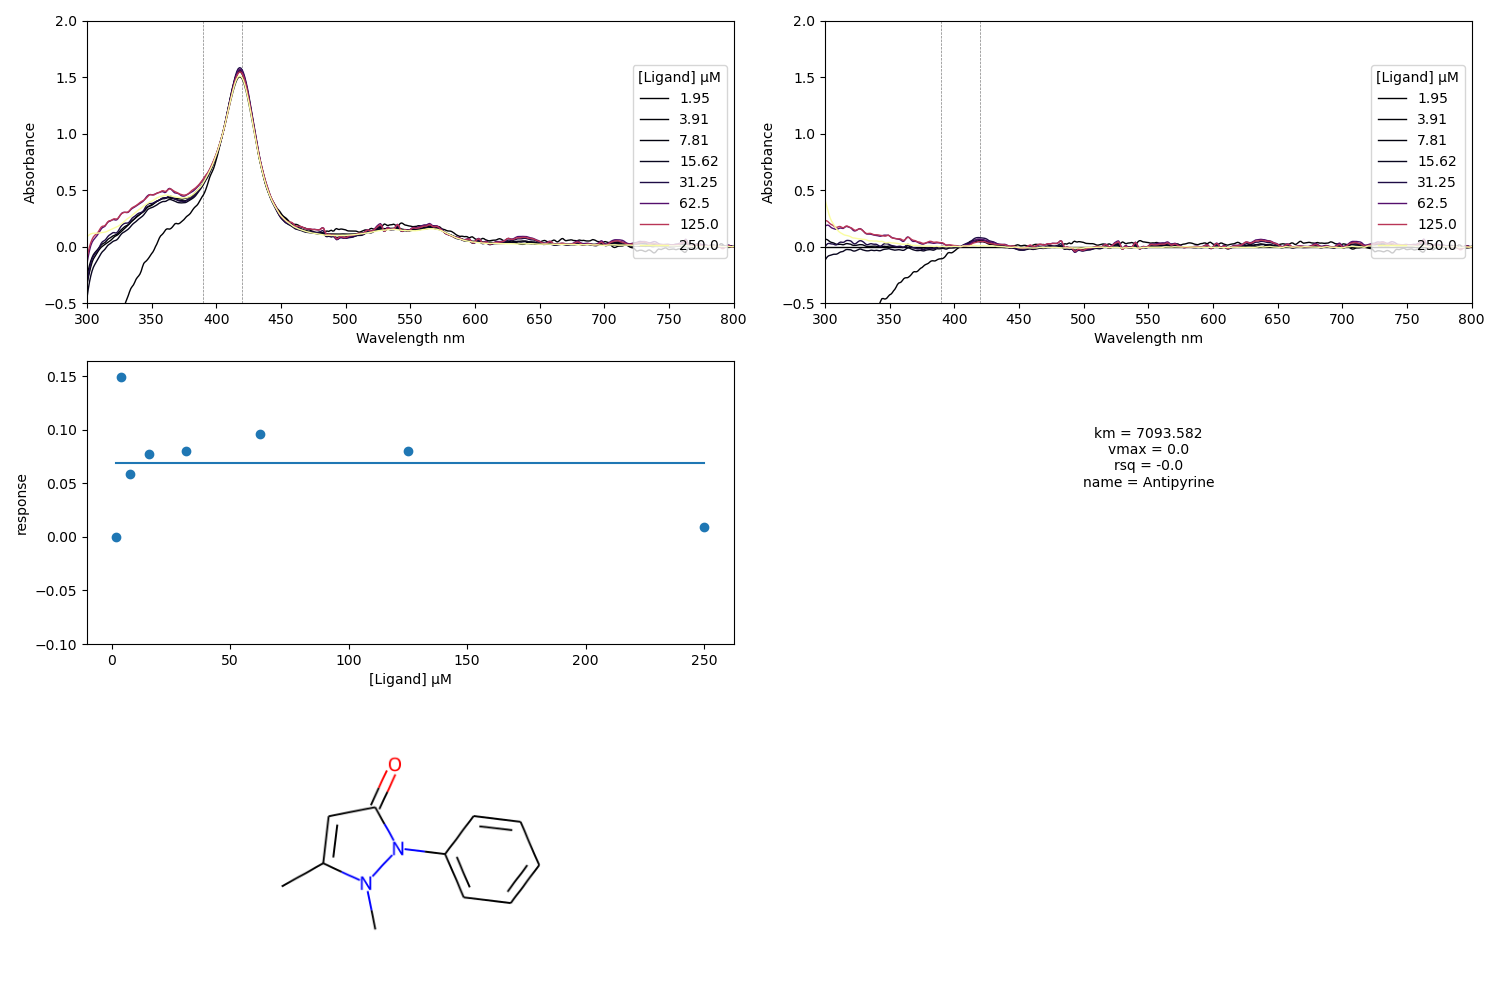 2.0
1.5
1.0
0.5
0.0
−0.5
Absorbance
300 350 400 450 500 550 600 650 700 750 800
Wavelength nm
[Ligand] μM
1.95
3.91
7.81
15.62
31.25
62.5
125.0
250.0
2.0
1.5
1.0
0.5
0.0
−0.5
Absorbance
300 350 400 450 500 550 600 650 700 750 800
Wavelength nm
[Ligand] μM
1.95
3.91
7.81
15.62
31.25
62.5
125.0
250.0
0.15
0.10
0.05
0.00
−0.05
−0.10
response
0 50 100 150 200 250
[Ligand] μM
km = 7093.582
vmax = 0.0
rsq = -0.0
name = Antipyrine
O
N
N